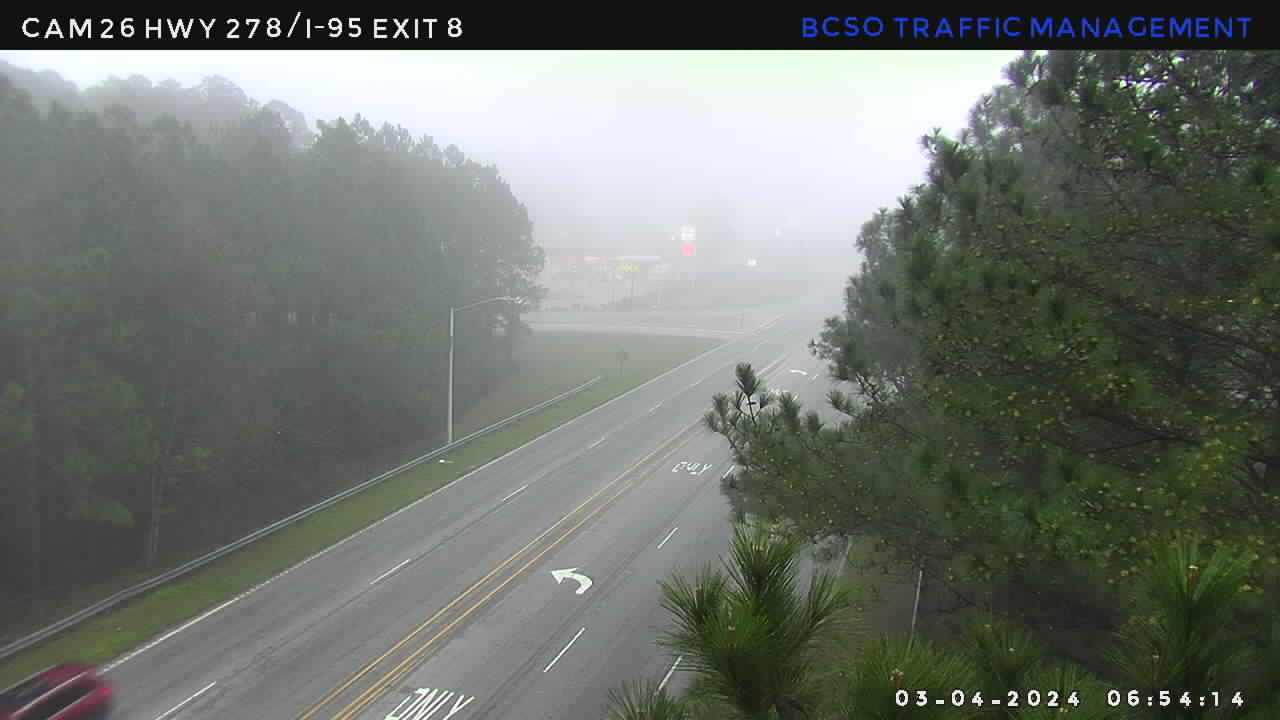 CAM 26 HWY 278/I-95 EXIT 8
BCSO TRAFFIC MANAGEMENT
ONLY
ONLY
03-04-2024 06:54:14